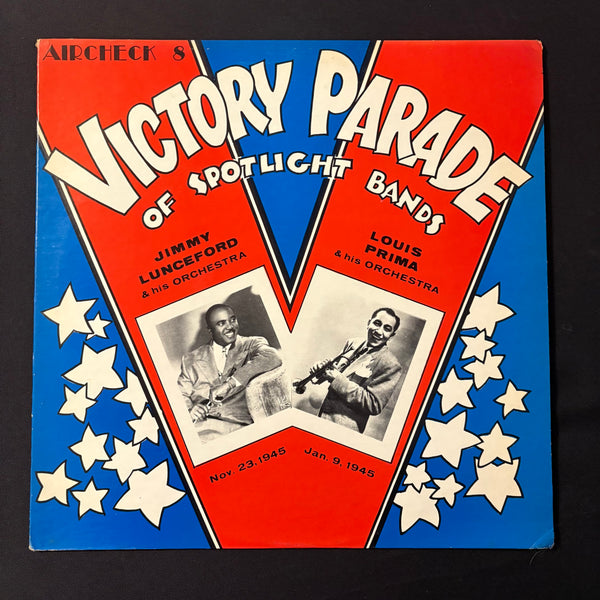 AIRCHECK 8
VICTORY PARADE
OF SPOTLIGHT BANDS
JIMMY
LUNCEFORD
& his ORCHESTRA
LOUIS
PRIMA
& his ORCHESTRA
Nov. 23, 1945
Jan. 9, 1945